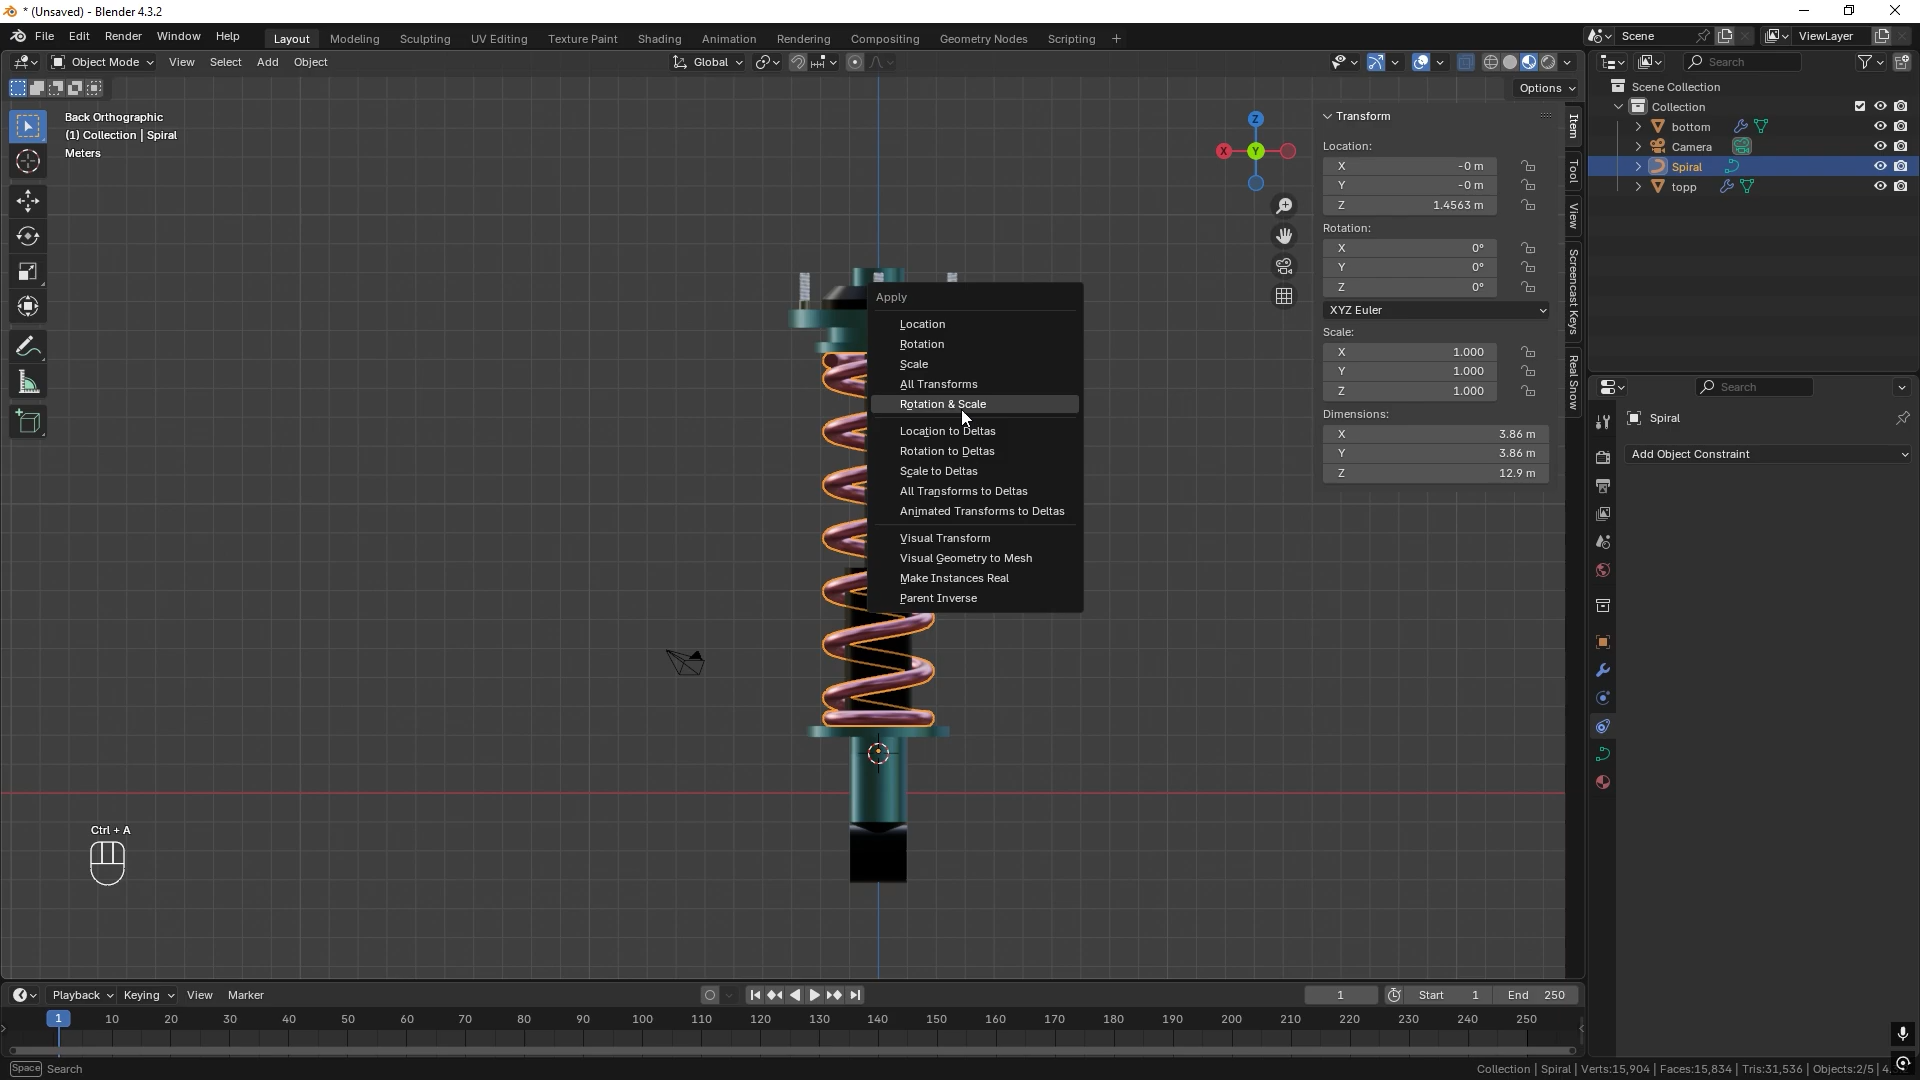 * (Unsaved) - Blender 4.3.2
File Edit Render Window Help Layout Modeling Sculpting UV Editing Texture Paint Shading Animation Rendering Compositing Geometry Nodes Scripting + Scene ViewLayer
Object Mode View Select Add Object Global Search
Options
Back Orthographic
(1) Collection | Spiral
Meters
Z
X
Y
Transform
Location:
X -0 m
Y -0 m
Z 1.4563 m
Rotation:
X 0°
Y 0°
Z 0°
XYZ Euler
Scale:
X 1.000
Y 1.000
Z 1.000
Dimensions:
X 3.86 m
Y 3.86 m
Z 12.9 m
Item
Tool
View
Screencast Keys
Real Snow
Scene Collection
Collection
bottom
Camera
Spiral
topp
Search
Spiral
Add Object Constraint
Apply
Location
Rotation
Scale
All Transforms
Rotation & Scale
Location to Deltas
Rotation to Deltas
Scale to Deltas
All Transforms to Deltas
Animated Transforms to Deltas
Visual Transform
Visual Geometry to Mesh
Make Instances Real
Parent Inverse
Ctrl + A
Playback Keying View Marker 1 Start 1 End 250
1 10 20 30 40 50 60 70 80 90 100 110 120 130 140 150 160 170 180 190 200 210 220 230 240 250
Space Search
Collection | Spiral | Verts:15,904 | Faces:15,834 | Tris:31,536 | Objects:2/5 | 4.